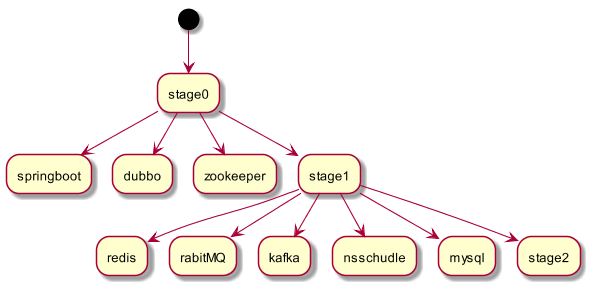 stage0
springboot
dubbo
zookeeper
stage1
redis
rabitMQ
kafka
nsschudle
mysql
stage2